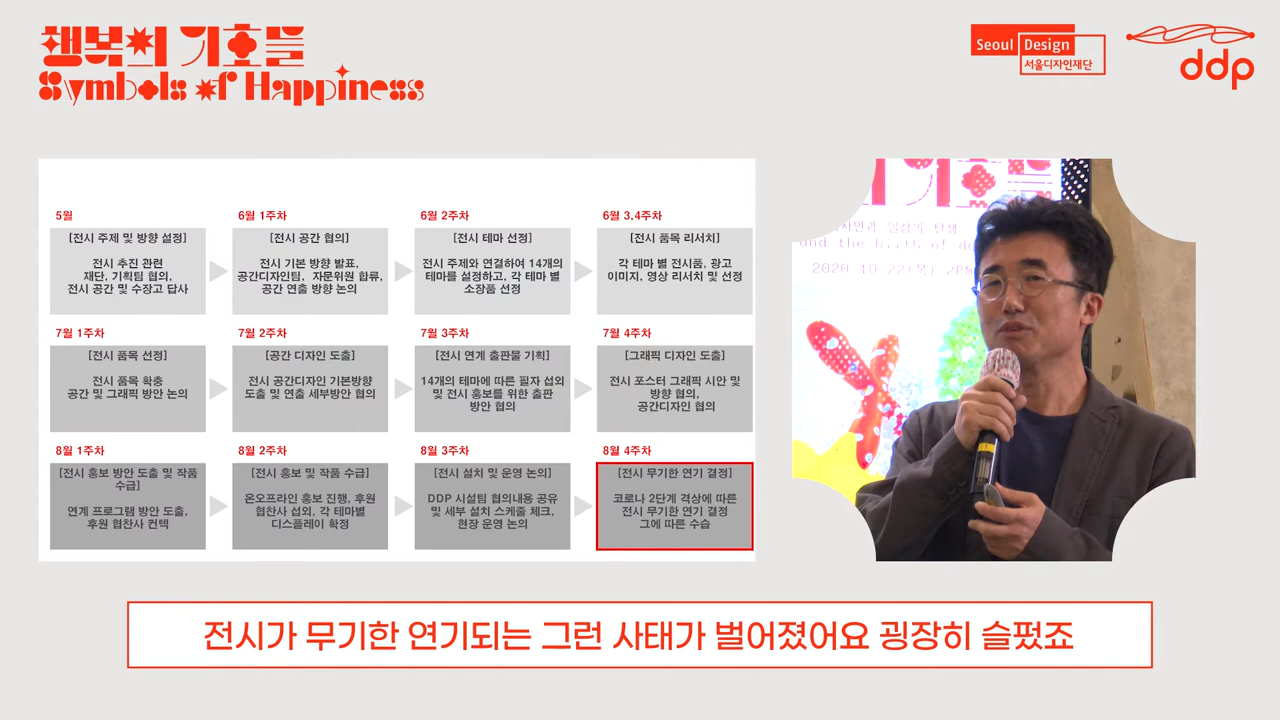 행복의 기호들
Symbols of Happiness
Seoul Design
서울디자인재단
ddp
5월
[전시 주제 및 방향 설정]
전시 추진 관련
재단, 기획팀 협의,
전시 공간 및 수장고 답사
6월 1주차
[전시 공간 협의]
전시 기본 방향 발표,
공간디자인팀, 자문위원 합류,
공간 연출 방향 논의
6월 2주차
[전시 테마 선정]
전시 주제와 연결하여 14개의
테마를 설정하고, 각 테마 별
소장품 선정
6월 3,4주차
[전시 품목 리서치]
각 테마 별 전시품, 광고
이미지, 영상 리서치 및 선정
7월 1주차
[전시 품목 선정]
전시 품목 확충
공간 및 그래픽 방안 논의
7월 2주차
[공간 디자인 도출]
전시 공간디자인 기본방향
도출 및 연출 세부방안 협의
7월 3주차
[전시 연계 출판물 기획]
14개의 테마에 따른 필자 섭외
및 전시 홍보를 위한 출판
방안 협의
7월 4주차
[그래픽 디자인 도출]
전시 포스터 그래픽 시안 및
방향 협의,
공간디자인 협의
8월 1주차
[전시 홍보 방안 도출 및 작품
수급]
연계 프로그램 방안 도출,
후원 협찬사 컨텍
8월 2주차
[전시 홍보 및 작품 수급]
온오프라인 홍보 진행, 후원
협찬사 섭외, 각 테마별
디스플레이 확정
8월 3주차
[전시 설치 및 운영 논의]
DDP 시설팀 협의내용 공유
및 세부 설치 스케줄 체크,
현장 운영 논의
8월 4주차
[전시 무기한 연기 결정]
코로나 2단계 격상에 따른
전시 무기한 연기 결정
그에 따른 수습
기호들
일상의 탄생
and the birth of
2020 10.22(목) 2PM
전시가 무기한 연기되는 그런 사태가 벌어졌어요 굉장히 슬펐죠